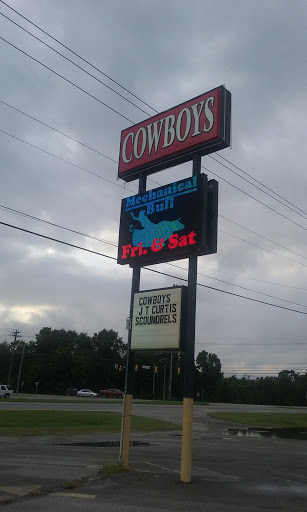 COWBOYS
Mechanical
Bull
Fri. & Sat
COWBOYS
J T CURTIS
SCOUNDRELS